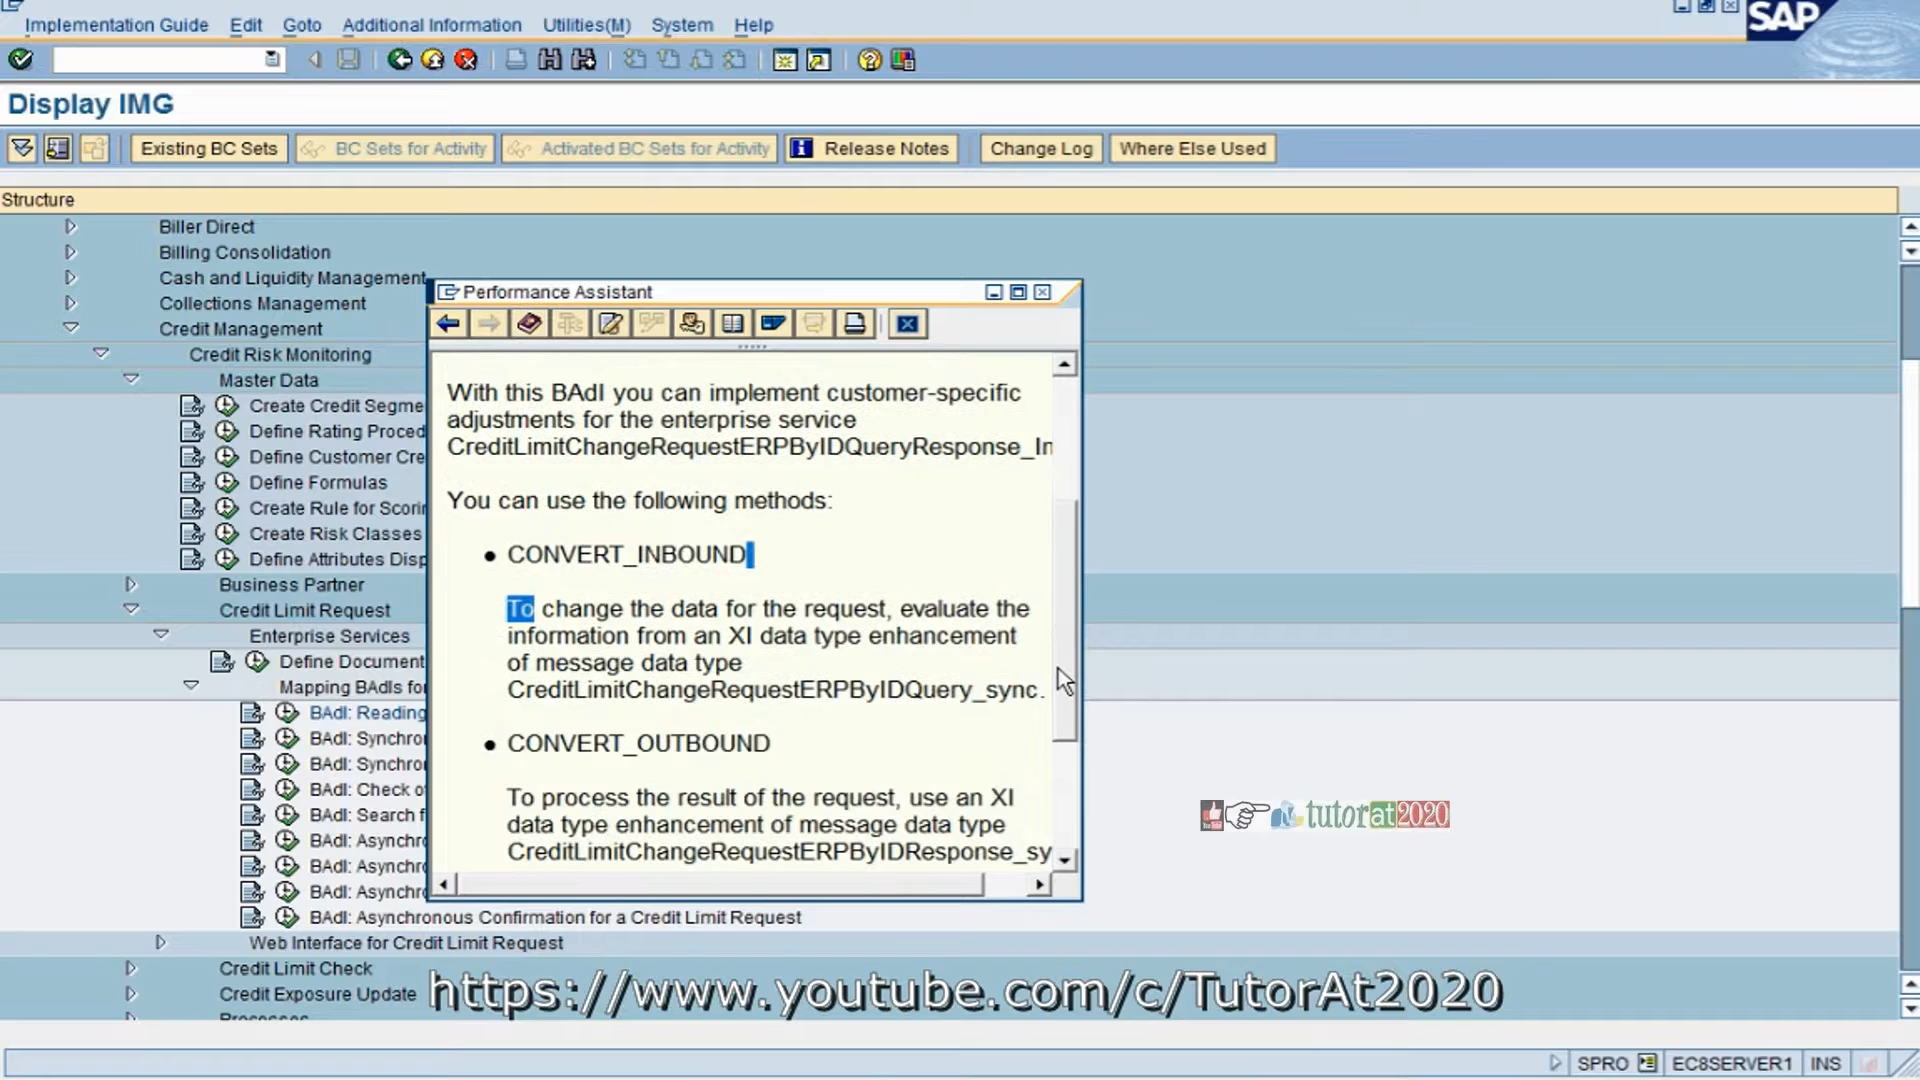 Implementation Guide Edit Goto Additional Information Utilities(M) System Help
SAP
Display IMG
Existing BC Sets BC Sets for Activity Activated BC Sets for Activity Release Notes Change Log Where Else Used
Structure
Biller Direct
Billing Consolidation
Cash and Liquidity Management
Collections Management
Credit Management
Credit Risk Monitoring
Master Data
Create Credit Segme
Define Rating Proced
Define Customer Cre
Define Formulas
Create Rule for Scori
Create Risk Classes
Define Attributes Disp
Business Partner
Credit Limit Request
Enterprise Services
Define Document
Mapping BAdIs fo
BAdI: Reading
BAdI: Synchro
BAdI: Synchro
BAdI: Check o
BAdI: Search f
BAdI: Asynchr
BAdI: Asynchr
BAdI: Asynchr
BAdI: Asynchronous Confirmation for a Credit Limit Request
Web Interface for Credit Limit Request
Credit Limit Check
Credit Exposure Update
Processes
Performance Assistant
With this BAdI you can implement customer-specific
adjustments for the enterprise service
CreditLimitChangeRequestERPByIDQueryResponse_In
You can use the following methods:
● CONVERT_INBOUND
To change the data for the request, evaluate the
information from an XI data type enhancement
of message data type
CreditLimitChangeRequestERPByIDQuery_sync.
● CONVERT_OUTBOUND
To process the result of the request, use an XI
data type enhancement of message data type
CreditLimitChangeRequestERPByIDResponse_sy
tutorat2020
https://www.youtube.com/c/TutorAt2020
SPRO EC8SERVER1 INS